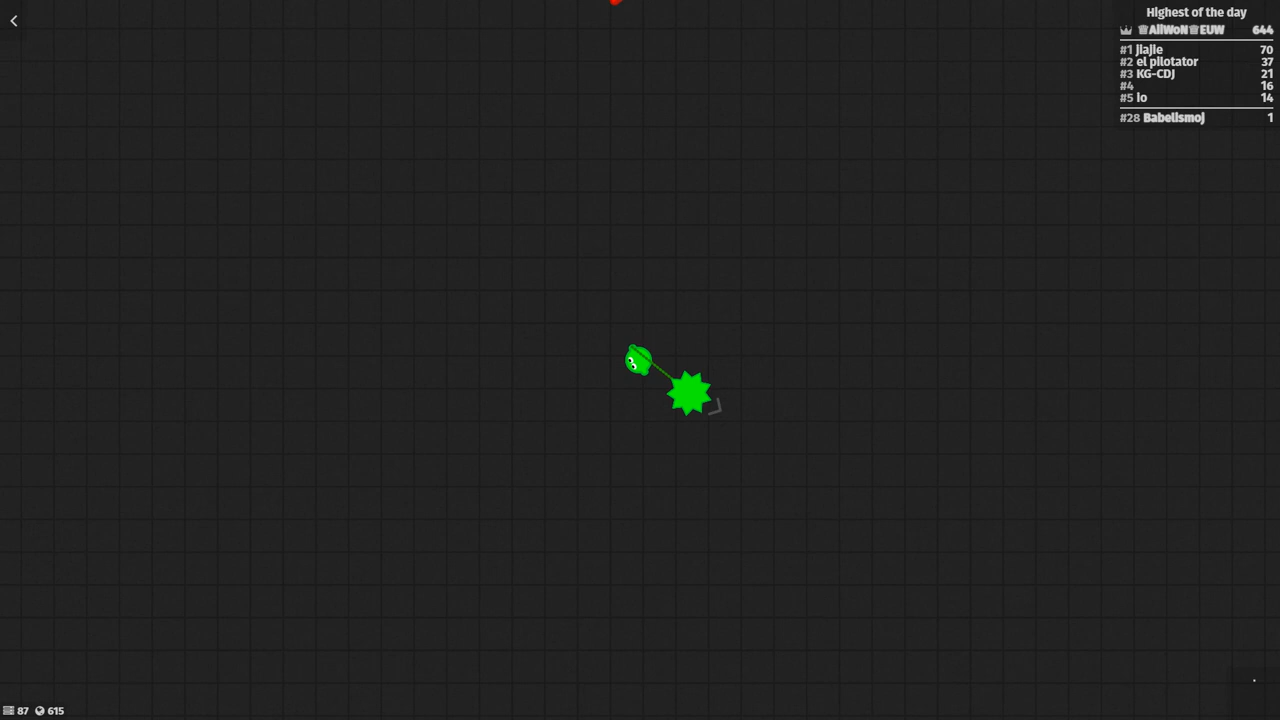 Highest of the day
♕AllWoN♕EUW 644
#1 JiaJie 70
#2 el pilotator 37
#3 KG-CDJ 21
#4 16
#5 lo 14
#28 Babelismoj 1
87 615